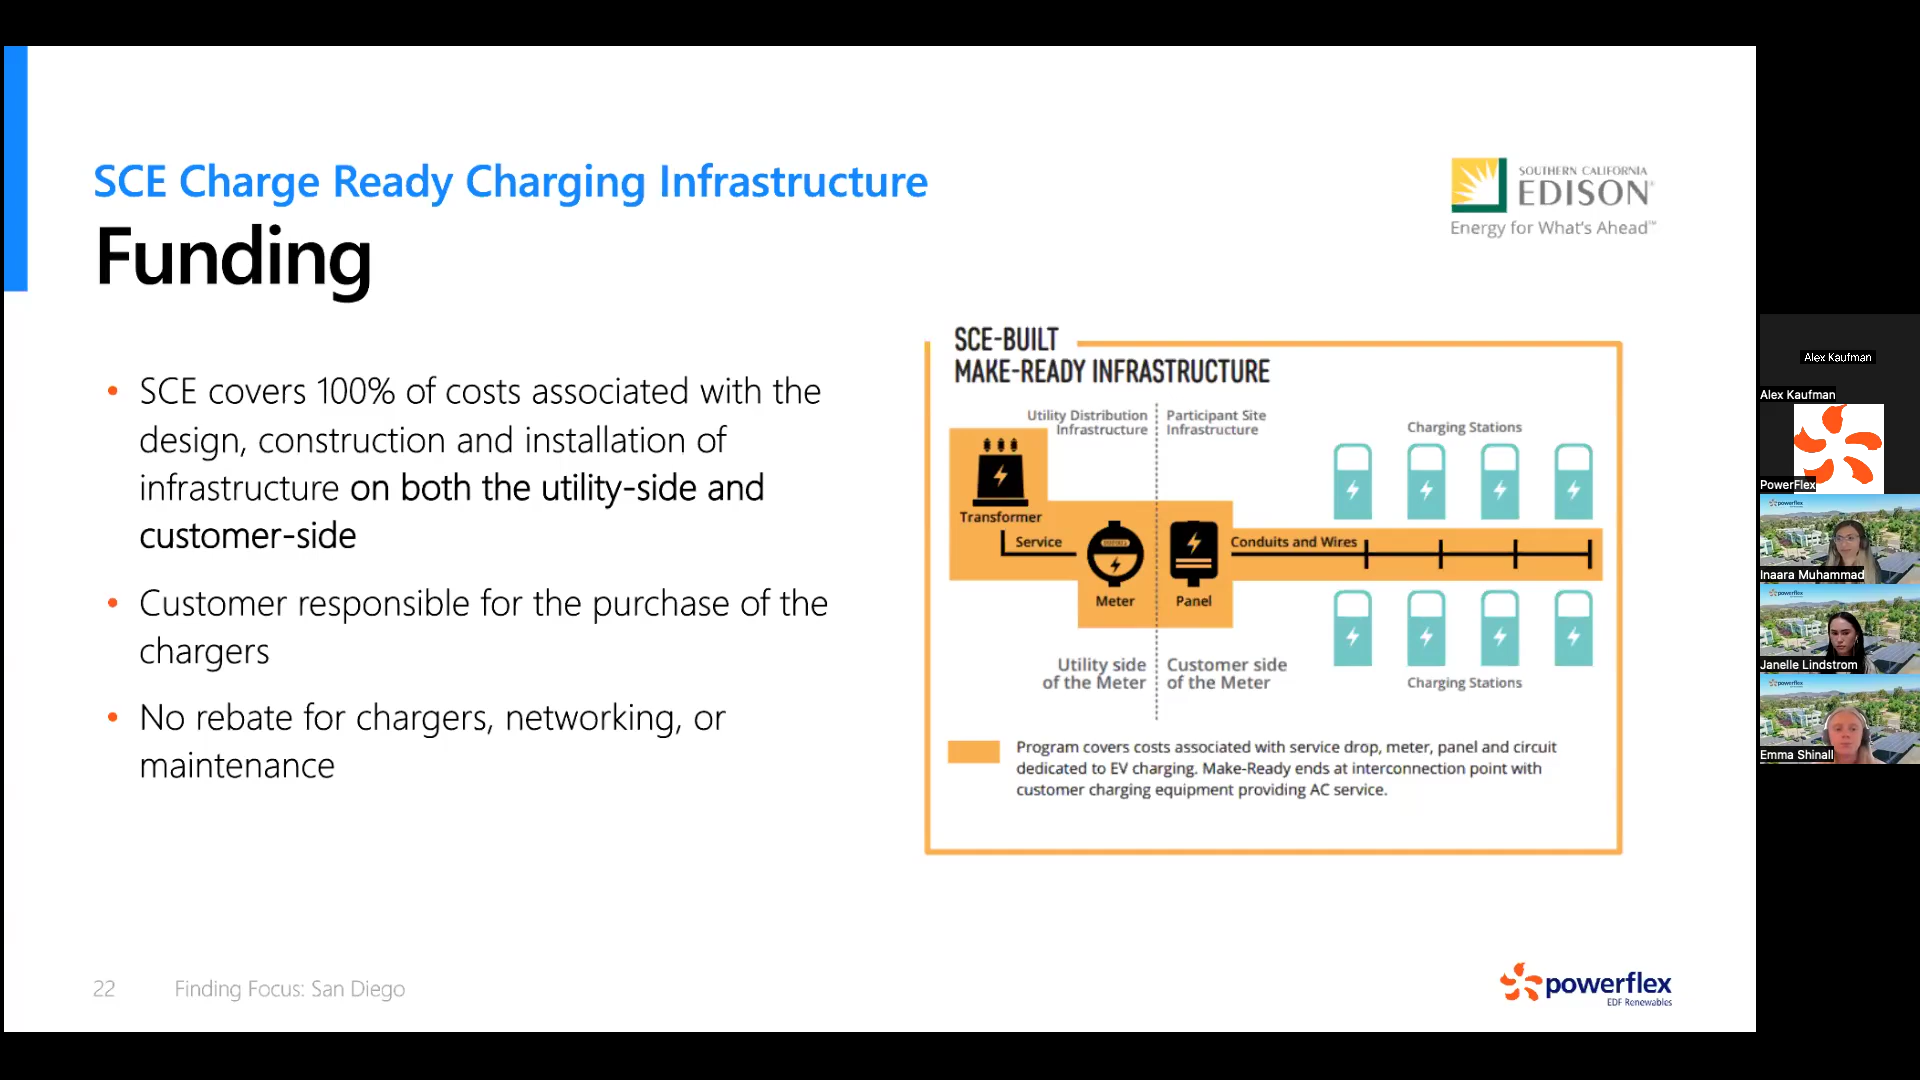 SCE Charge Ready Charging Infrastructure
Funding
SOUTHERN CALIFORNIA
EDISON®
Energy for What's Ahead™
• SCE covers 100% of costs associated with the
design, construction and installation of
infrastructure on both the utility-side and
customer-side
• Customer responsible for the purchase of the
chargers
• No rebate for chargers, networking, or
maintenance
SCE-BUILT
MAKE-READY INFRASTRUCTURE
Utility Distribution
Infrastructure
Participant Site
Infrastructure
Charging Stations
Transformer
Service
Conduits and Wires
Meter
Panel
Utility side
of the Meter
Customer side
of the Meter
Charging Stations
Program covers costs associated with service drop, meter, panel and circuit
dedicated to EV charging. Make-Ready ends at interconnection point with
customer charging equipment providing AC service.
22
Finding Focus: San Diego
powerflex
EDF Renewables
Alex Kaufman
Alex Kaufman
PowerFlex
powerflex
Inaara Muhammad
powerflex
Janelle Lindstrom
powerflex
Emma Shinall